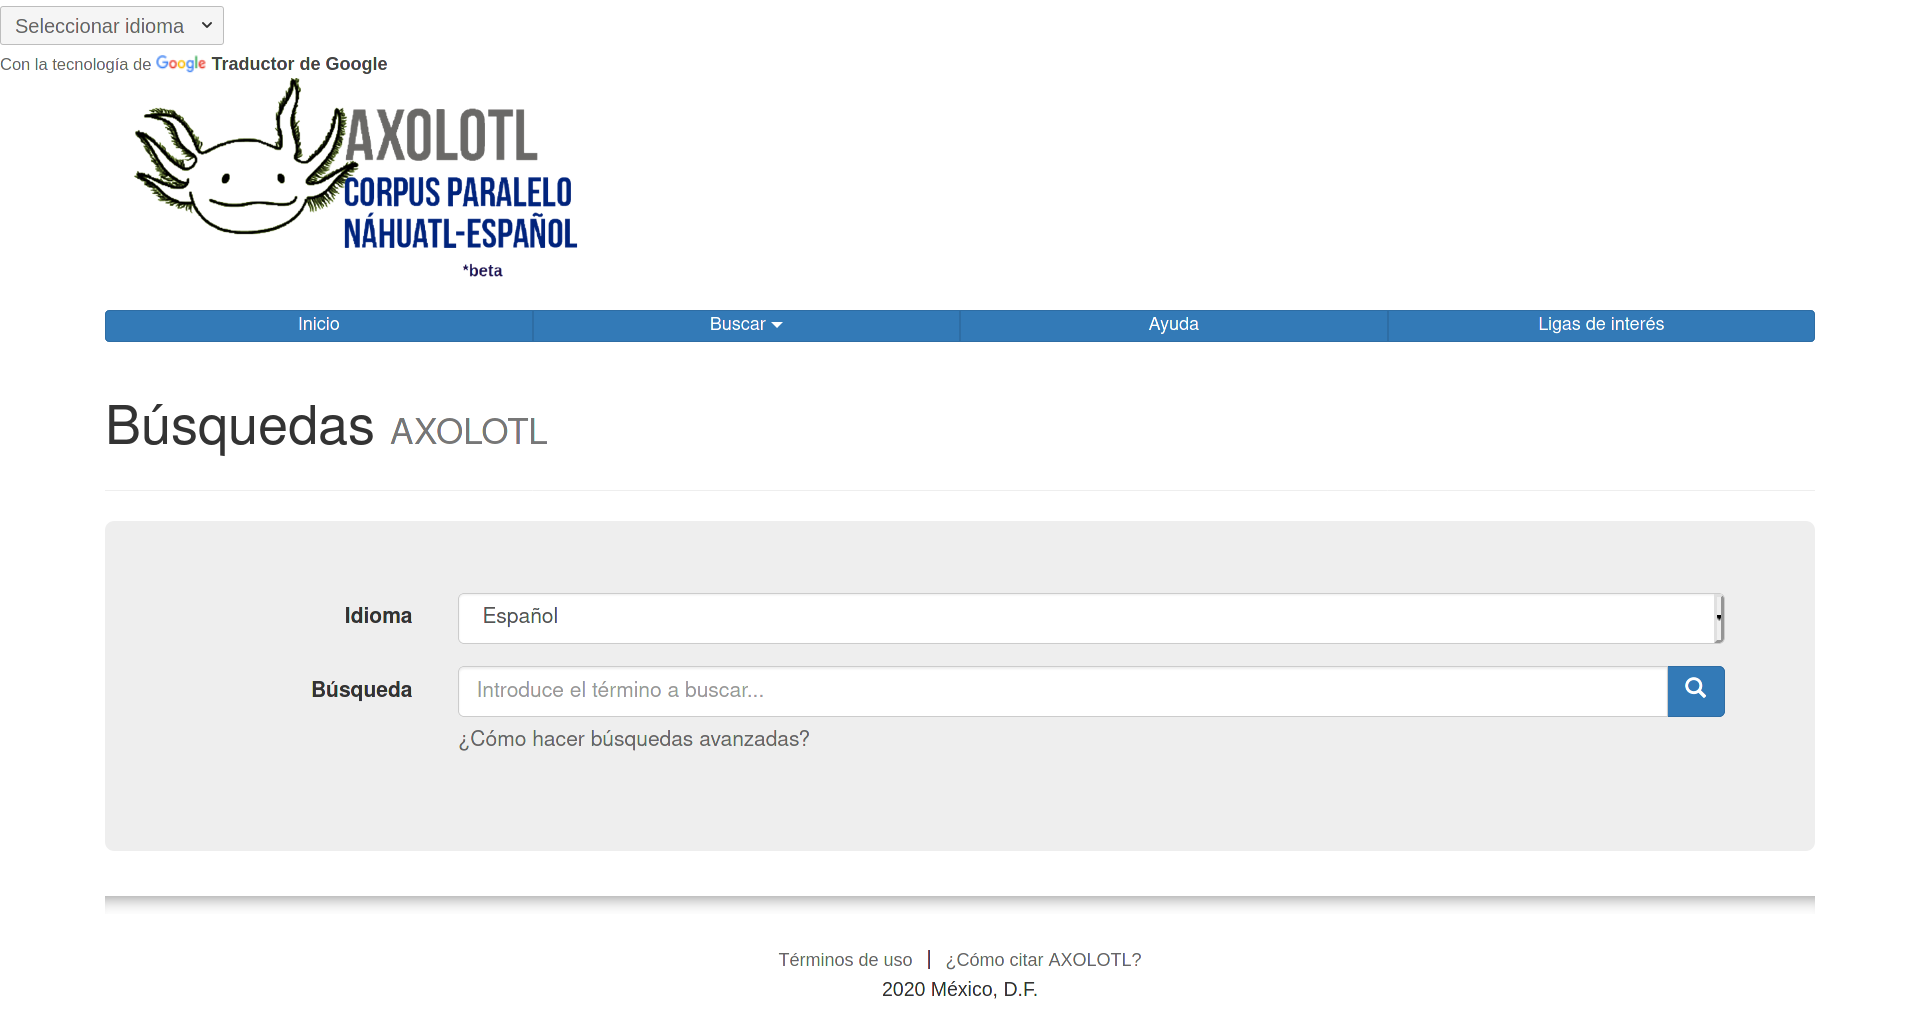 Seleccionar idioma
Con la tecnología de Google Traductor de Google
AXOLOTL
CORPUS PARALELO
NÁHUATL-ESPAÑOL
*beta
Inicio Buscar Ayuda Ligas de interés
Búsquedas AXOLOTL
Idioma Español
Búsqueda Introduce el término a buscar...
¿Cómo hacer búsquedas avanzadas?
Términos de uso | ¿Cómo citar AXOLOTL?
2020 México, D.F.